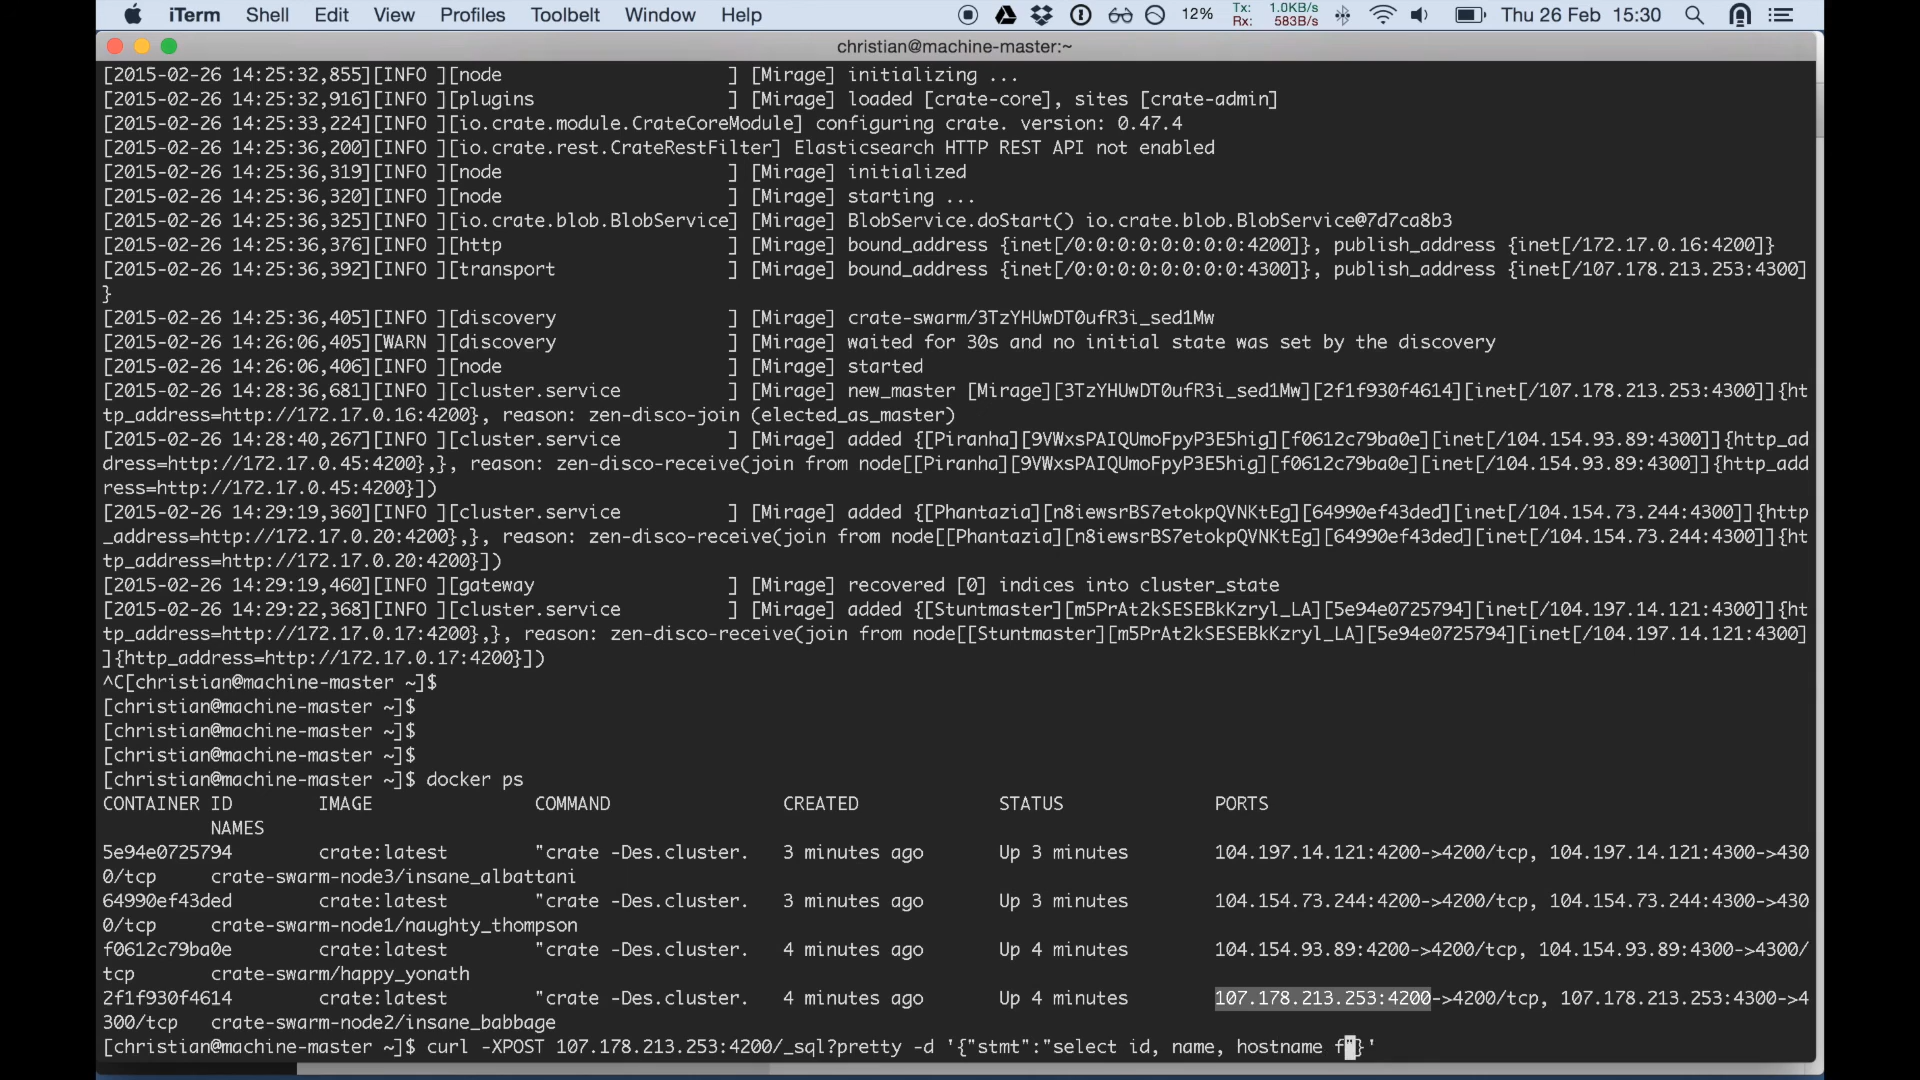 iTerm Shell Edit View Profiles Toolbelt Window Help 12% Tx: 1.0KB/s Rx: 583B/s Thu 26 Feb 15:30
christian@machine-master:~
[2015-02-26 14:25:32,855][INFO ][node ] [Mirage] initializing ...
[2015-02-26 14:25:32,916][INFO ][plugins ] [Mirage] loaded [crate-core], sites [crate-admin]
[2015-02-26 14:25:33,224][INFO ][io.crate.module.CrateCoreModule] configuring crate. version: 0.47.4
[2015-02-26 14:25:36,200][INFO ][io.crate.rest.CrateRestFilter] Elasticsearch HTTP REST API not enabled
[2015-02-26 14:25:36,319][INFO ][node ] [Mirage] initialized
[2015-02-26 14:25:36,320][INFO ][node ] [Mirage] starting ...
[2015-02-26 14:25:36,325][INFO ][io.crate.blob.BlobService] [Mirage] BlobService.doStart() io.crate.blob.BlobService@7d7ca8b3
[2015-02-26 14:25:36,376][INFO ][http ] [Mirage] bound_address {inet[/0:0:0:0:0:0:0:0:4200]}, publish_address {inet[/172.17.0.16:4200]}
[2015-02-26 14:25:36,392][INFO ][transport ] [Mirage] bound_address {inet[/0:0:0:0:0:0:0:0:4300]}, publish_address {inet[/107.178.213.253:4300]
}
[2015-02-26 14:25:36,405][INFO ][discovery ] [Mirage] crate-swarm/3TzYHUwDT0ufR3i_sed1Mw
[2015-02-26 14:26:06,405][WARN ][discovery ] [Mirage] waited for 30s and no initial state was set by the discovery
[2015-02-26 14:26:06,406][INFO ][node ] [Mirage] started
[2015-02-26 14:28:36,681][INFO ][cluster.service ] [Mirage] new_master [Mirage][3TzYHUwDT0ufR3i_sed1Mw][2f1f930f4614][inet[/107.178.213.253:4300]]{ht
tp_address=http://172.17.0.16:4200}, reason: zen-disco-join (elected_as_master)
[2015-02-26 14:28:40,267][INFO ][cluster.service ] [Mirage] added {[Piranha][9VWxsPAIQUmoFpyP3E5hig][f0612c79ba0e][inet[/104.154.93.89:4300]]{http_ad
dress=http://172.17.0.45:4200},}, reason: zen-disco-receive(join from node[[Piranha][9VWxsPAIQUmoFpyP3E5hig][f0612c79ba0e][inet[/104.154.93.89:4300]]{http_add
ress=http://172.17.0.45:4200}])
[2015-02-26 14:29:19,360][INFO ][cluster.service ] [Mirage] added {[Phantazia][n8iewsrBS7etokpQVNKtEg][64990ef43ded][inet[/104.154.73.244:4300]]{http
_address=http://172.17.0.20:4200},}, reason: zen-disco-receive(join from node[[Phantazia][n8iewsrBS7etokpQVNKtEg][64990ef43ded][inet[/104.154.73.244:4300]]{ht
tp_address=http://172.17.0.20:4200}])
[2015-02-26 14:29:19,460][INFO ][gateway ] [Mirage] recovered [0] indices into cluster_state
[2015-02-26 14:29:22,368][INFO ][cluster.service ] [Mirage] added {[Stuntmaster][m5PrAt2kSESEBkKzryl_LA][5e94e0725794][inet[/104.197.14.121:4300]]{ht
tp_address=http://172.17.0.17:4200},}, reason: zen-disco-receive(join from node[[Stuntmaster][m5PrAt2kSESEBkKzryl_LA][5e94e0725794][inet[/104.197.14.121:4300]
]{http_address=http://172.17.0.17:4200}])
^C[christian@machine-master ~]$
[christian@machine-master ~]$
[christian@machine-master ~]$
[christian@machine-master ~]$
[christian@machine-master ~]$ docker ps
CONTAINER ID IMAGE COMMAND CREATED STATUS PORTS
NAMES
5e94e0725794 crate:latest "crate -Des.cluster. 3 minutes ago Up 3 minutes 104.197.14.121:4200->4200/tcp, 104.197.14.121:4300->430
0/tcp crate-swarm-node3/insane_albattani
64990ef43ded crate:latest "crate -Des.cluster. 3 minutes ago Up 3 minutes 104.154.73.244:4200->4200/tcp, 104.154.73.244:4300->430
0/tcp crate-swarm-node1/naughty_thompson
f0612c79ba0e crate:latest "crate -Des.cluster. 4 minutes ago Up 4 minutes 104.154.93.89:4200->4200/tcp, 104.154.93.89:4300->4300/
tcp crate-swarm/happy_yonath
2f1f930f4614 crate:latest "crate -Des.cluster. 4 minutes ago Up 4 minutes 107.178.213.253:4200->4200/tcp, 107.178.213.253:4300->4
300/tcp crate-swarm-node2/insane_babbage
[christian@machine-master ~]$ curl -XPOST 107.178.213.253:4200/_sql?pretty -d '{"stmt":"select id, name, hostname f"}'